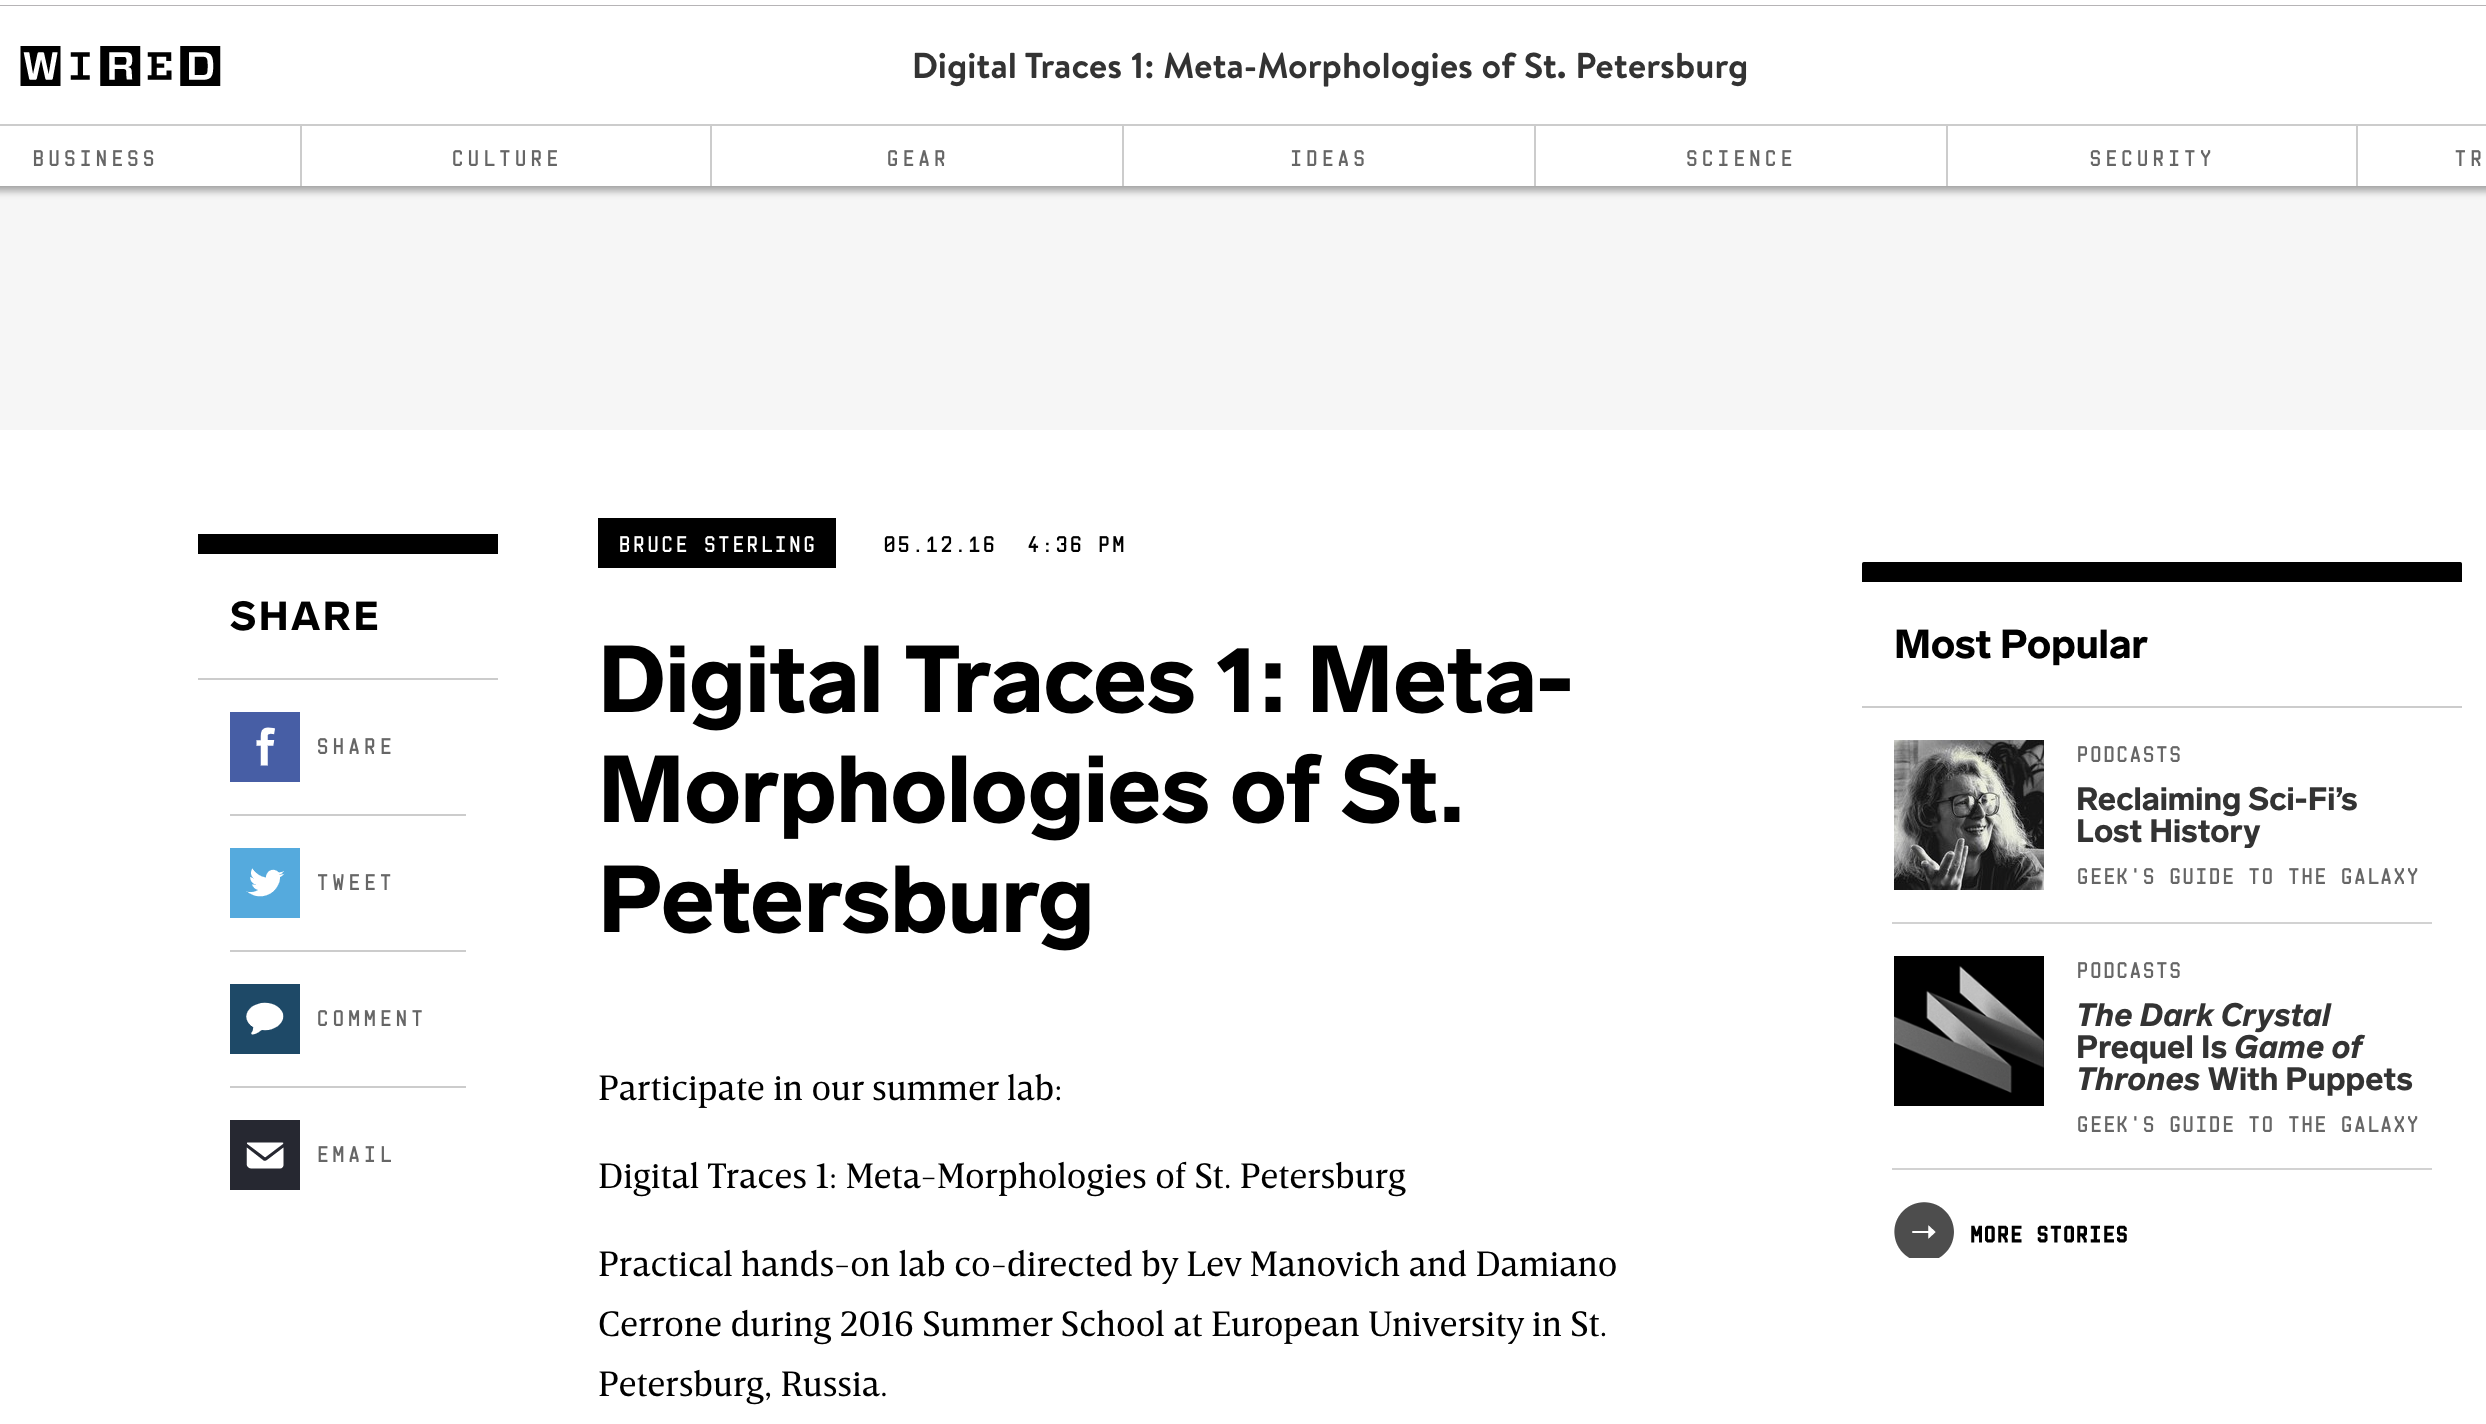 WIRED
Digital Traces 1: Meta-Morphologies of St. Petersburg
BUSINESS
CULTURE
GEAR
IDEAS
SCIENCE
SECURITY
TR
SHARE
SHARE
TWEET
COMMENT
EMAIL
BRUCE STERLING
05.12.16 4:36 PM
Digital Traces 1: Meta-
Morphologies of St.
Petersburg
Participate in our summer lab:
Digital Traces 1: Meta-Morphologies of St. Petersburg
Practical hands-on lab co-directed by Lev Manovich and Damiano
Cerrone during 2016 Summer School at European University in St.
Petersburg, Russia.
Most Popular
PODCASTS
Reclaiming Sci-Fi’s
Lost History
GEEK'S GUIDE TO THE GALAXY
PODCASTS
The Dark Crystal
Prequel Is Game of
Thrones With Puppets
GEEK'S GUIDE TO THE GALAXY
MORE STORIES